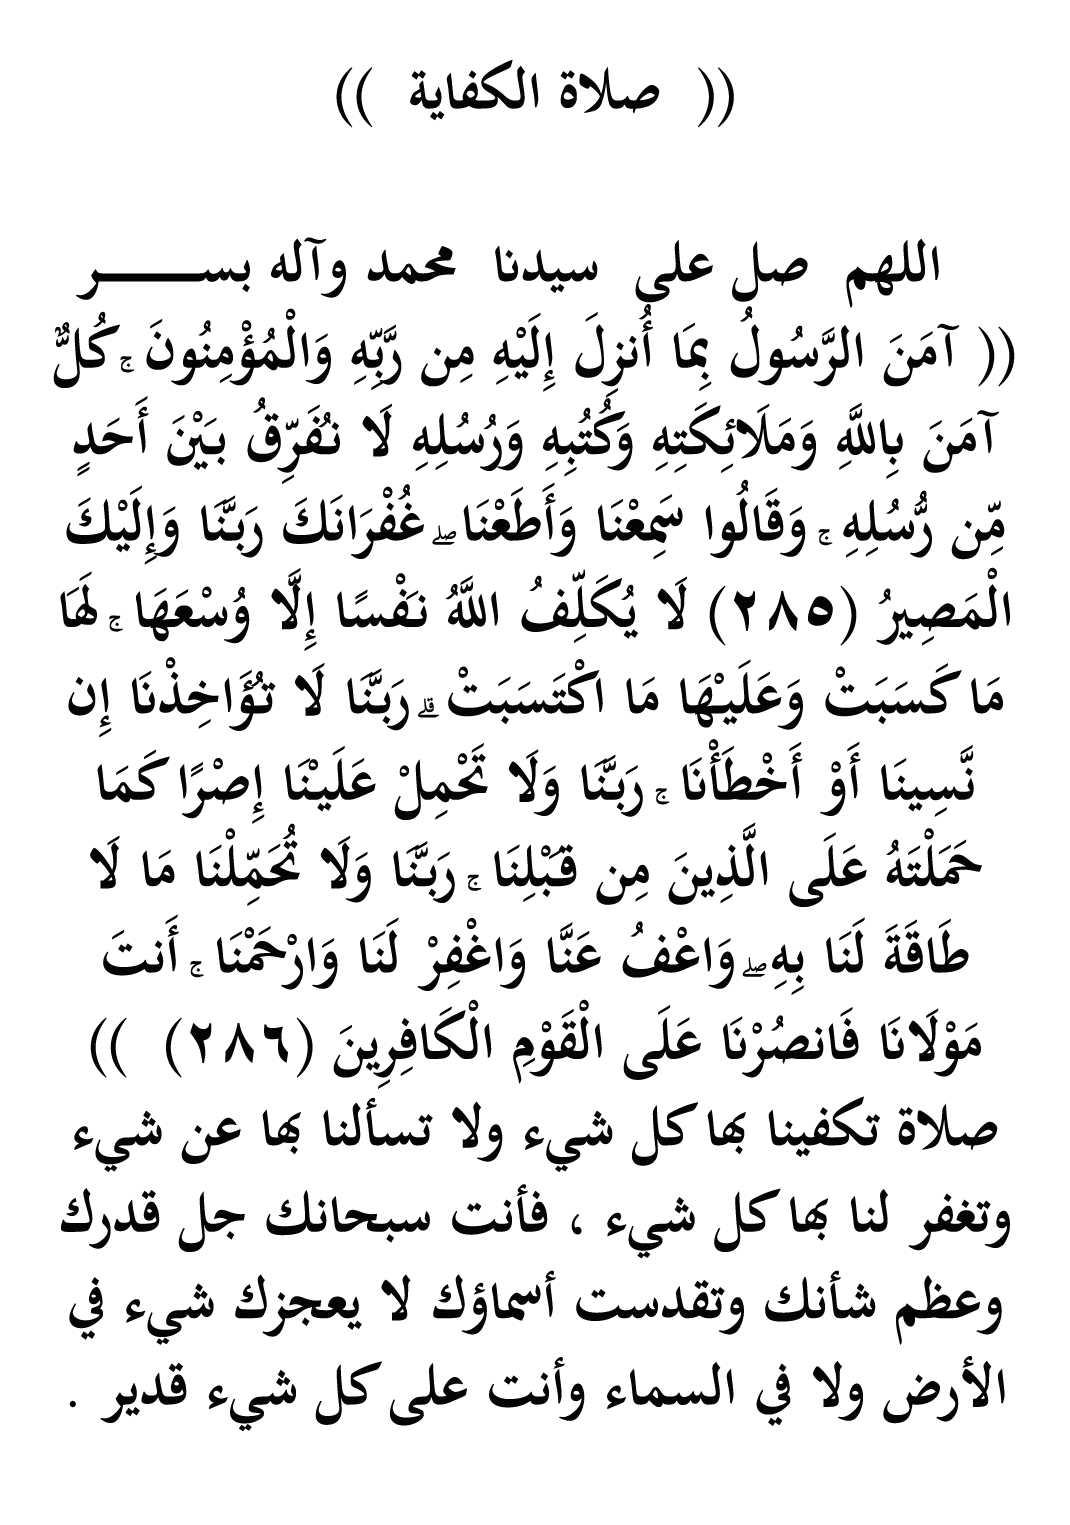 (( صلاة الكفاية ))
اللهم صل على سيدنا محمد وآله بســـــر
(( آمَنَ الرَّسُولُ بِمَا أُنزِلَ إِلَيْهِ مِن رَّبِّهِ وَالْمُؤْمِنُونَ ۚ كُلٌّ
آمَنَ بِاللَّهِ وَمَلَائِكَتِهِ وَكُتُبِهِ وَرُسُلِهِ لَا نُفَرِّقُ بَيْنَ أَحَدٍ
مِّن رُّسُلِهِ ۚ وَقَالُوا سَمِعْنَا وَأَطَعْنَا ۖ غُفْرَانَكَ رَبَّنَا وَإِلَيْكَ
الْمَصِيرُ (٢٨٥) لَا يُكَلِّفُ اللَّهُ نَفْسًا إِلَّا وُسْعَهَا ۚ لَهَا
مَا كَسَبَتْ وَعَلَيْهَا مَا اكْتَسَبَتْ ۗ رَبَّنَا لَا تُؤَاخِذْنَا إِن
نَّسِينَا أَوْ أَخْطَأْنَا ۚ رَبَّنَا وَلَا تَحْمِلْ عَلَيْنَا إِصْرًا كَمَا
حَمَلْتَهُ عَلَى الَّذِينَ مِن قَبْلِنَا ۚ رَبَّنَا وَلَا تُحَمِّلْنَا مَا لَا
طَاقَةَ لَنَا بِهِ ۖ وَاعْفُ عَنَّا وَاغْفِرْ لَنَا وَارْحَمْنَا ۚ أَنتَ
مَوْلَانَا فَانصُرْنَا عَلَى الْقَوْمِ الْكَافِرِينَ (٢٨٦) ))
صلاة تكفينا بها كل شيء ولا تسألنا بها عن شيء
وتغفر لنا بها كل شيء ، فأنت سبحانك جل قدرك
وعظم شأنك وتقدست أسماؤك لا يعجزك شيء في
الأرض ولا في السماء وأنت على كل شيء قدير .